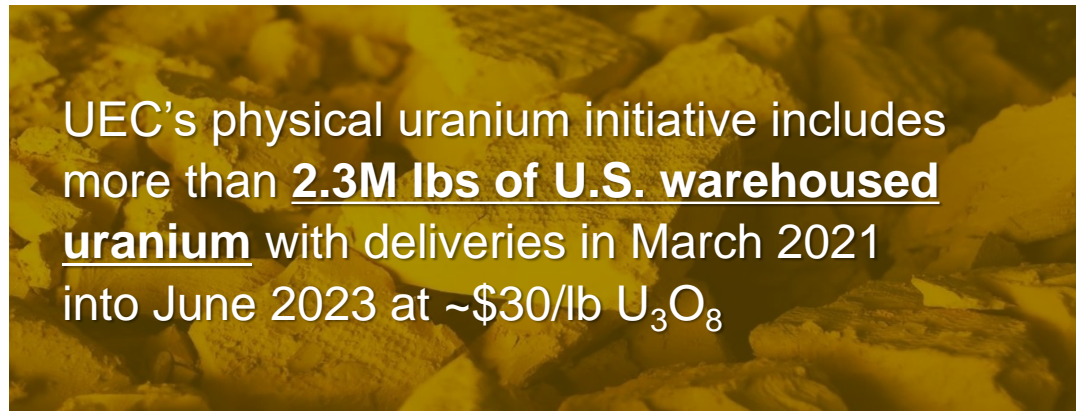 UEC’s physical uranium initiative includes
more than 2.3M lbs of U.S. warehoused
uranium with deliveries in March 2021
into June 2023 at ~$30/lb U₃O₈